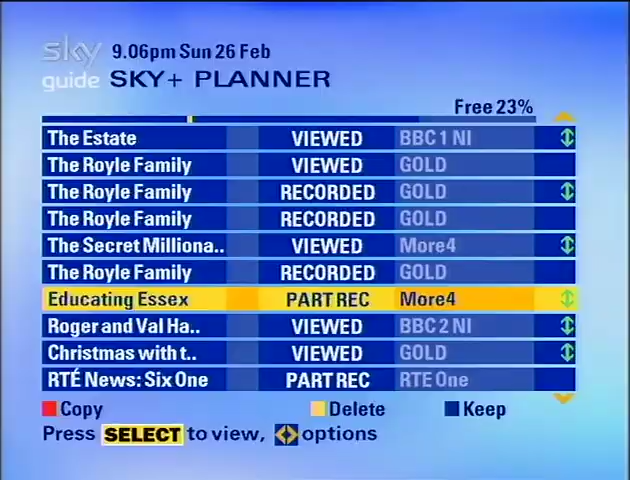 sky 9.06pm Sun 26 Feb
guide SKY+ PLANNER
Free 23%
The Estate VIEWED BBC 1 NI
The Royle Family VIEWED GOLD
The Royle Family RECORDED GOLD
The Royle Family RECORDED GOLD
The Secret Milliona.. VIEWED More4
The Royle Family RECORDED GOLD
Educating Essex PART REC More4
Roger and Val Ha.. VIEWED BBC 2 NI
Christmas with t.. VIEWED GOLD
RTÉ News: Six One PART REC RTE One
Copy Delete Keep
Press SELECT to view, options